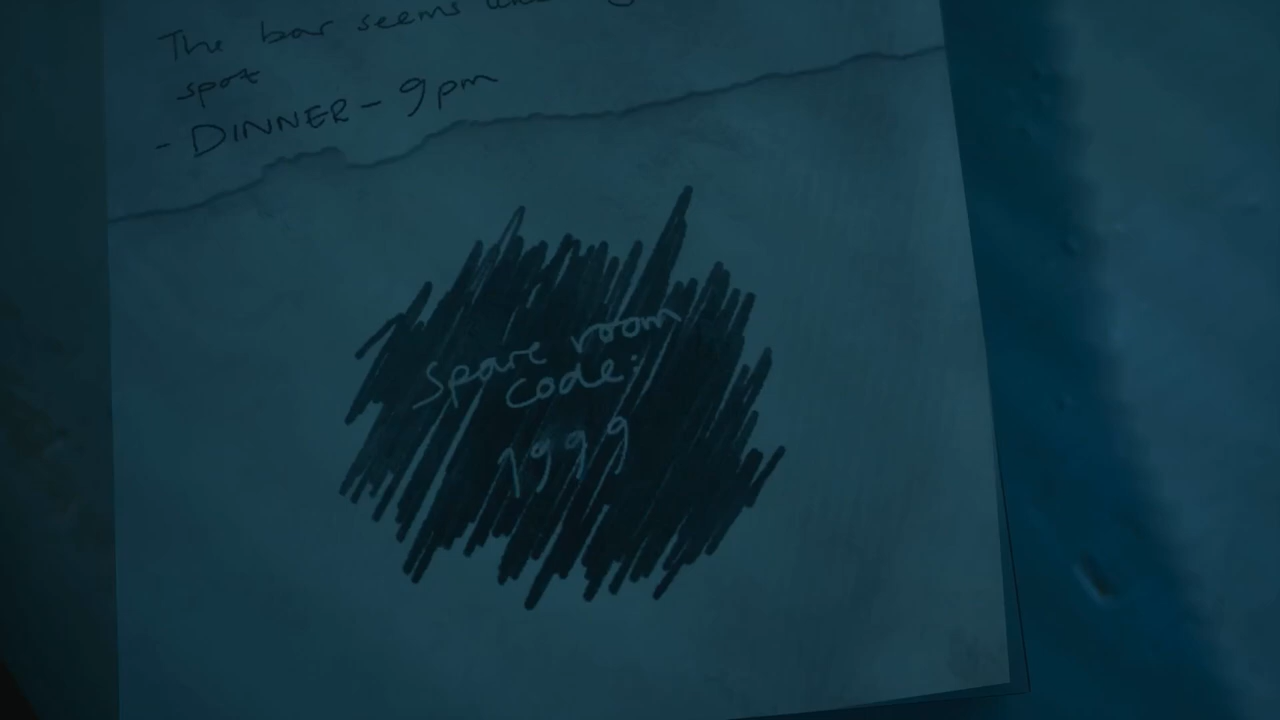 The bar seems
spot
- DINNER - 9pm
Spare room
code:
1999